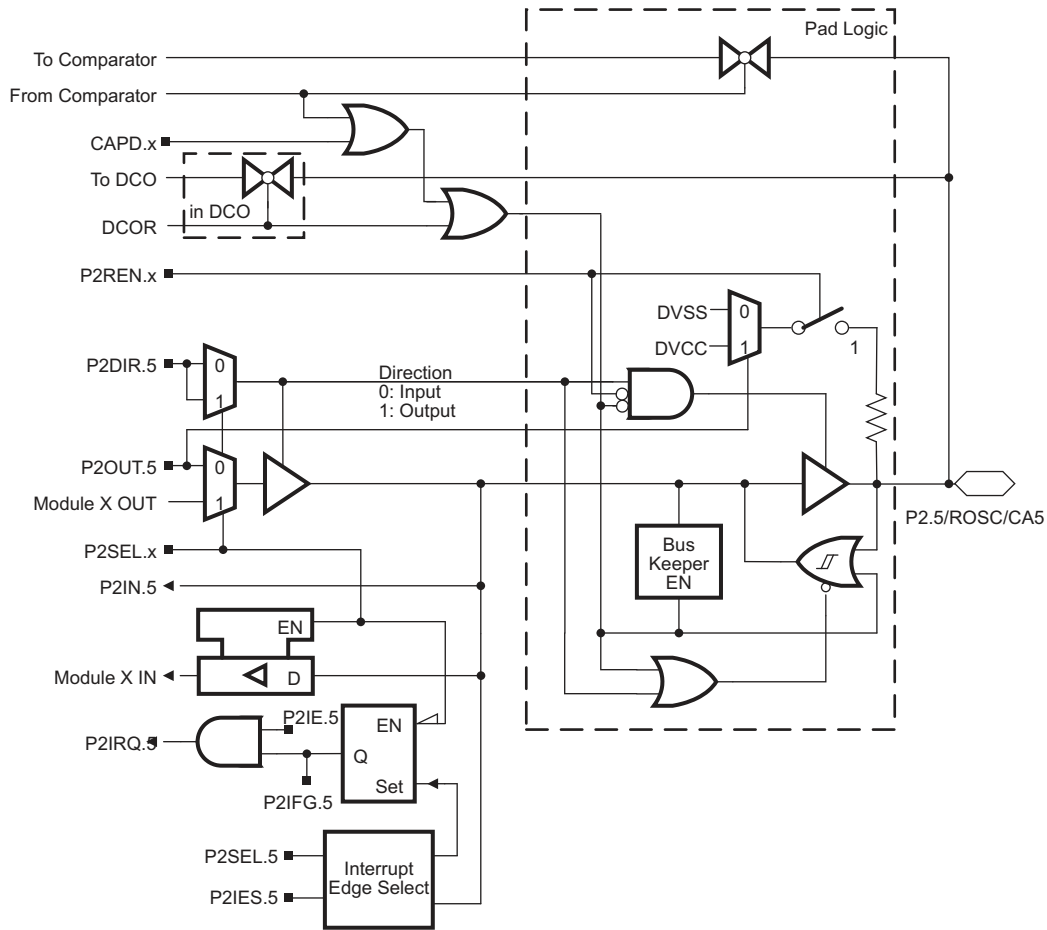 Pad Logic
To Comparator
From Comparator
CAPD.x
To DCO
in DCO
DCOR
P2REN.x
DVSS
0
DVCC
1
1
P2DIR.5
0
1
Direction
0: Input
1: Output
P2OUT.5
0
Module X OUT
1
P2.5/ROSC/CA5
P2SEL.x
Bus
Keeper
EN
P2IN.5
EN
Module X IN
D
P2IE.5
EN
P2IRQ.5
Q
Set
P2IFG.5
P2SEL.5
Interrupt
Edge Select
P2IES.5